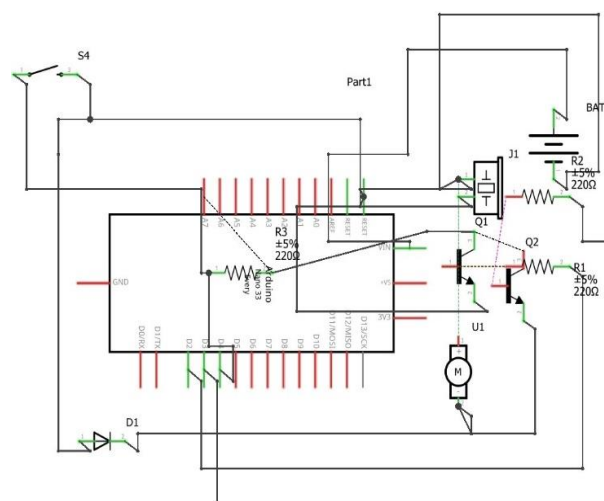 S4
Part1
BAT
J1
R2
±5%
220Ω
A7
A6
A5
A4
A3
A2
A1
A0
AREF
RESET
RESET
Q1
R3
±5%
220Ω
Arduino
Nano 33
Every
Q2
R1
±5%
220Ω
VIN
GND
+5V
3V3
U1
M
D0/RX
D1/TX
D2
D3
D4
D5
D6
D7
D8
D9
D10
D11/MOSI
D12/MISO
D13/SCK
D1